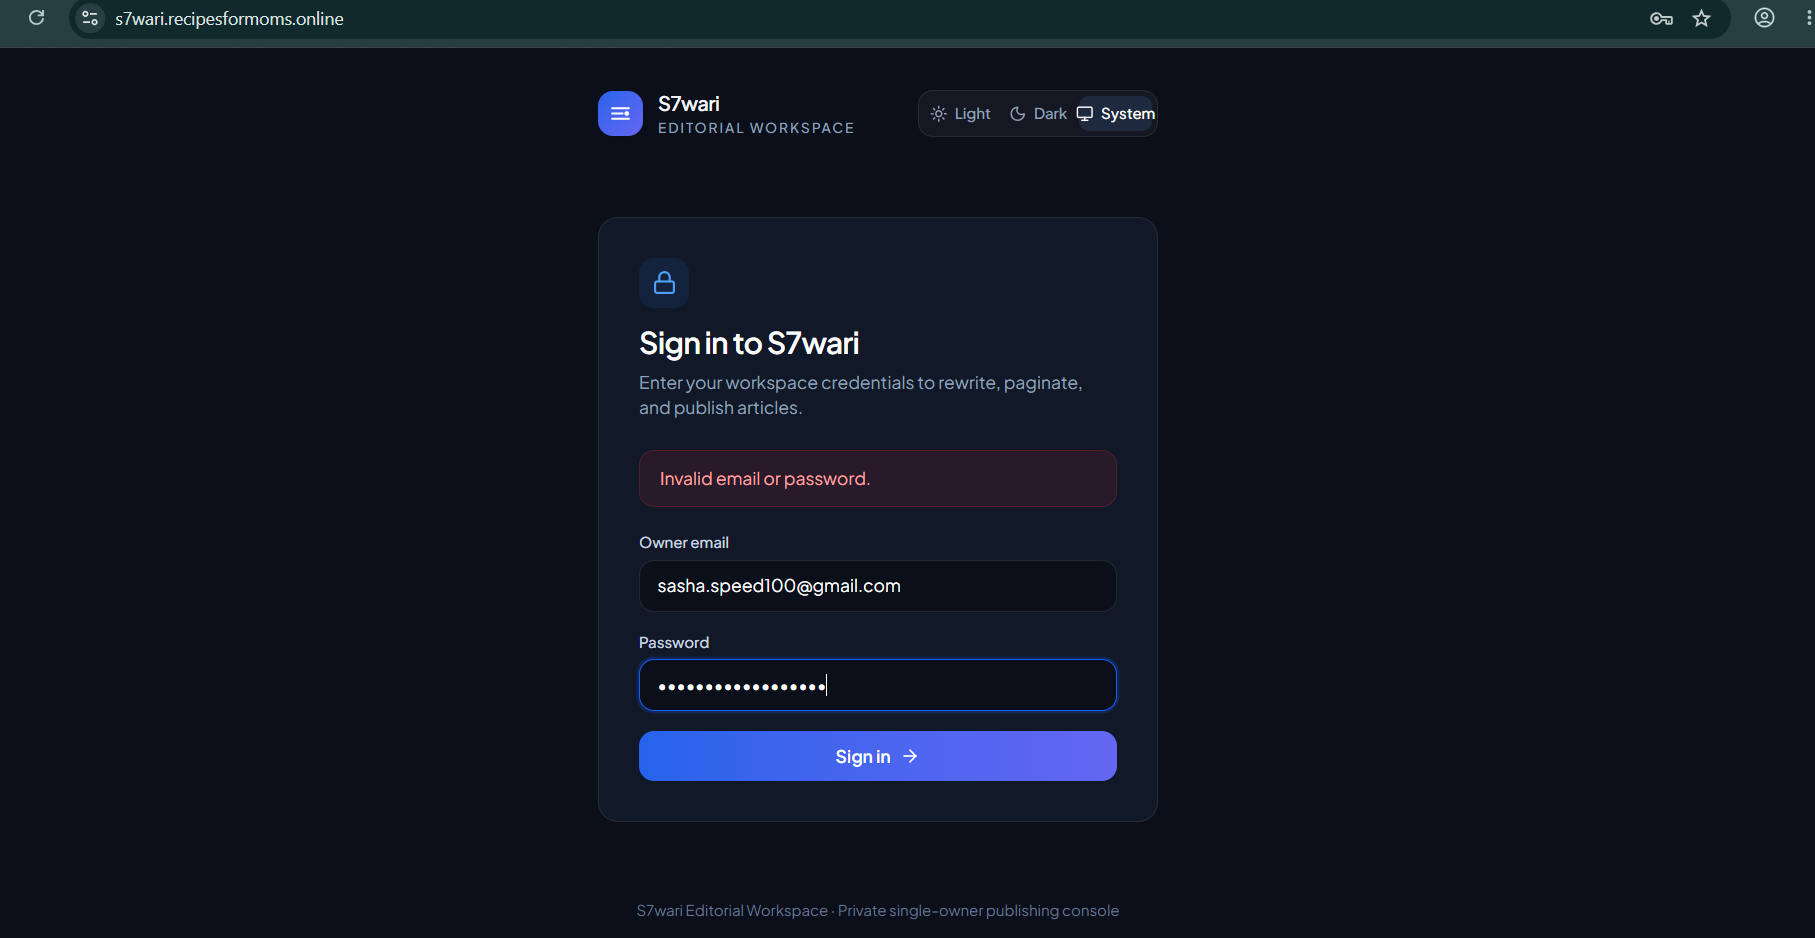 s7wari.recipesformoms.online
S7wari
EDITORIAL WORKSPACE
Light
Dark
System
Sign in to S7wari
Enter your workspace credentials to rewrite, paginate,
and publish articles.
Invalid email or password.
Owner email
sasha.speed100@gmail.com
Password
••••••••••••••••••
Sign in →
S7wari Editorial Workspace · Private single-owner publishing console